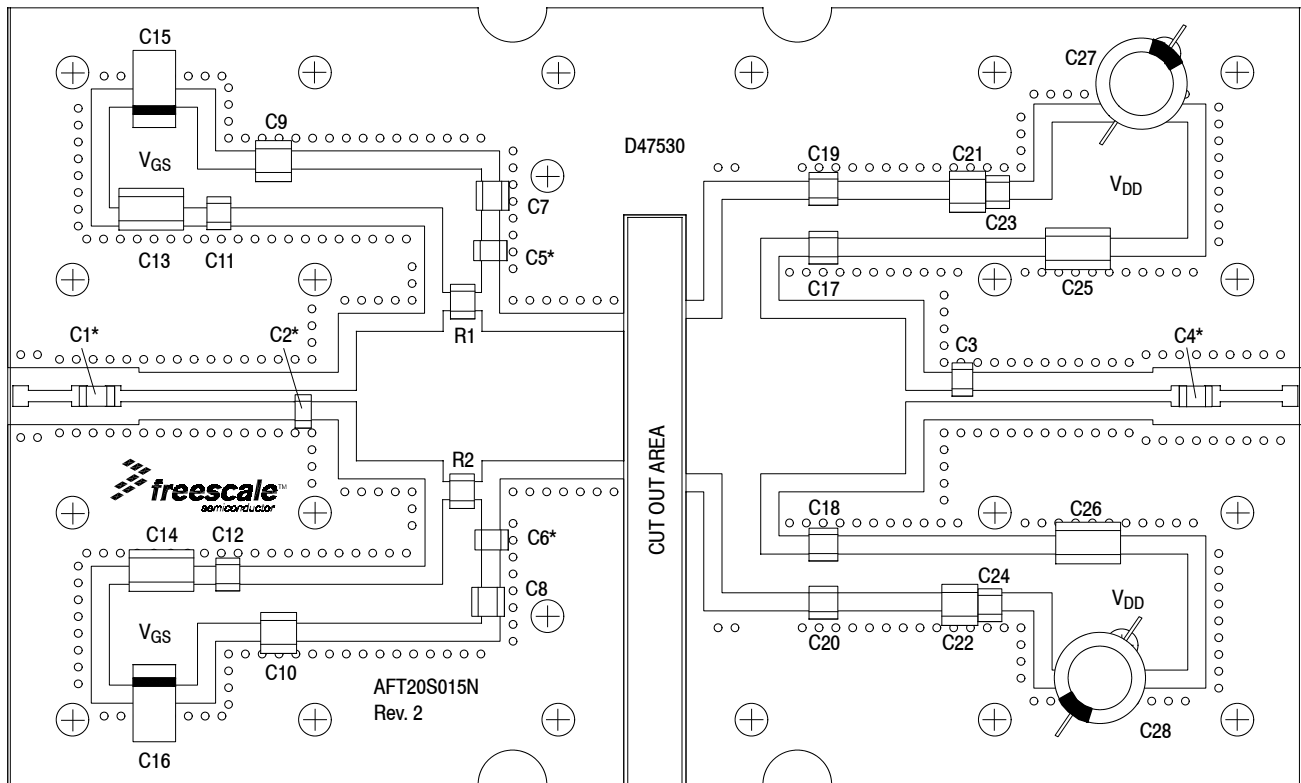 C15
C27
C9
D47530
C19
C21
VGS
VDD
C7
C23
C13
C11
C5*
C17
C25
C1*
C2*
R1
C3
C4*
R2
freescale™
semiconductor
CUT OUT AREA
C18
C26
C14
C12
C6*
C8
C24
VGS
VDD
C20
C22
C10
AFT20S015N
Rev. 2
C28
C16